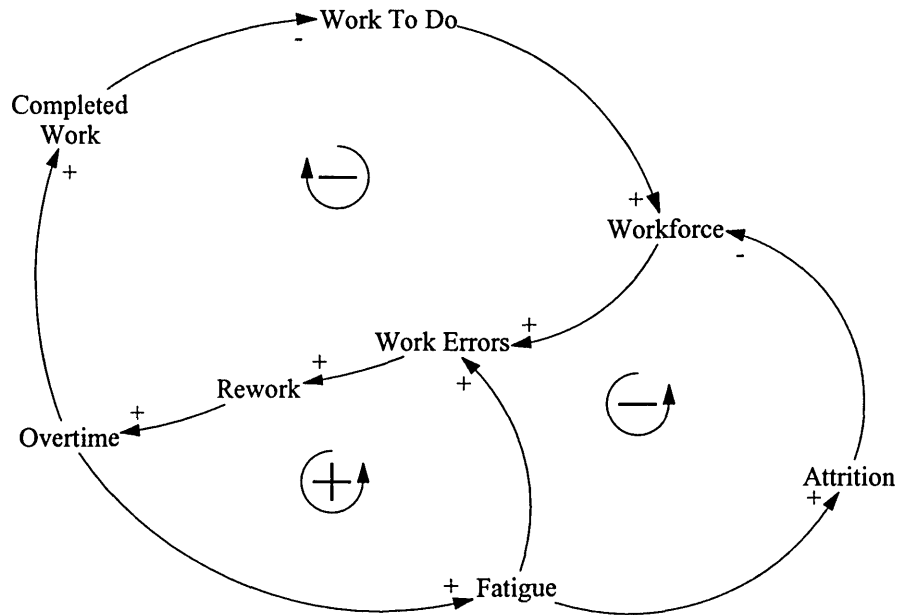 Work To Do
-
Completed
Work
+
−
+
Workforce
-
+
Work Errors
+
+
Rework
+
−
Overtime
+
Attrition
+
+
Fatigue